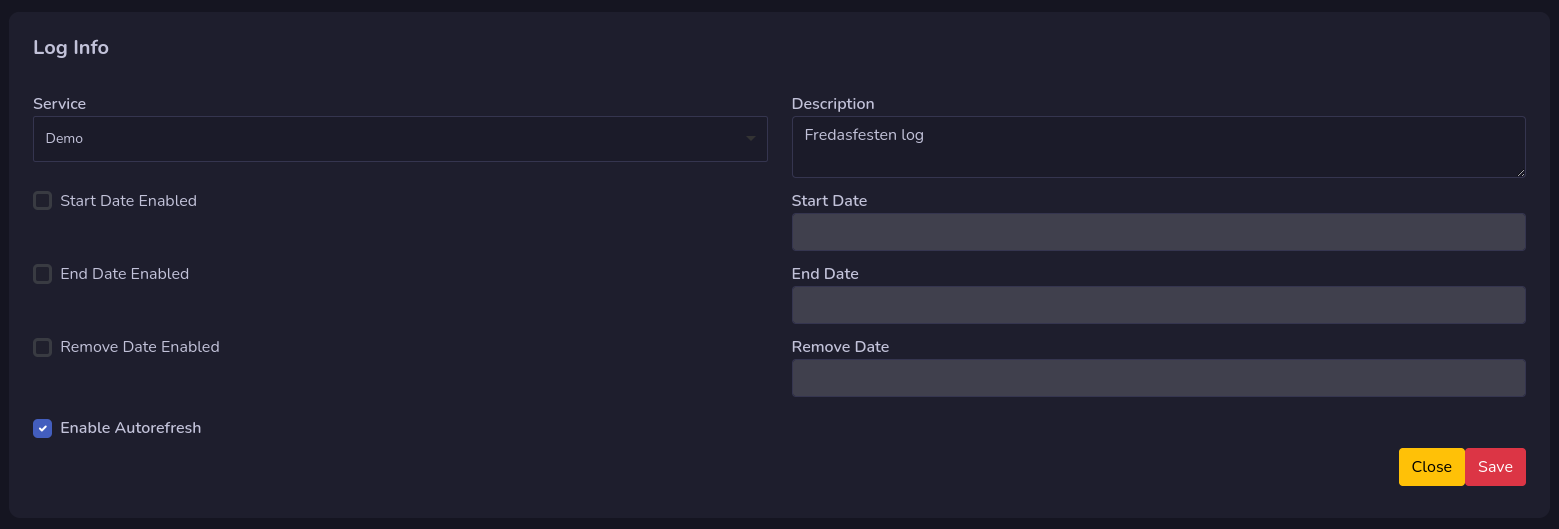 Log Info
Service
Description
Demo
Fredasfesten log
Start Date Enabled
Start Date
End Date Enabled
End Date
Remove Date Enabled
Remove Date
Enable Autorefresh
Close
Save